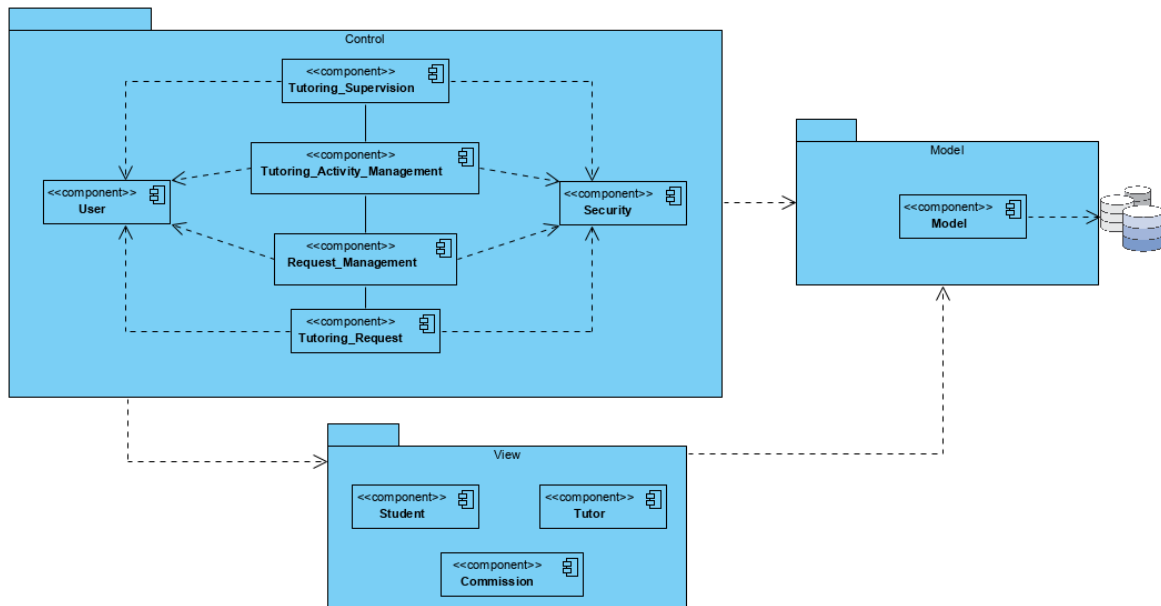 Control
<<component>>
Tutoring_Supervision
<<component>>
Tutoring_Activity_Management
<<component>>
User
<<component>>
Security
<<component>>
Request_Management
<<component>>
Tutoring_Request
Model
<<component>>
Model
View
<<component>>
Student
<<component>>
Tutor
<<component>>
Commission